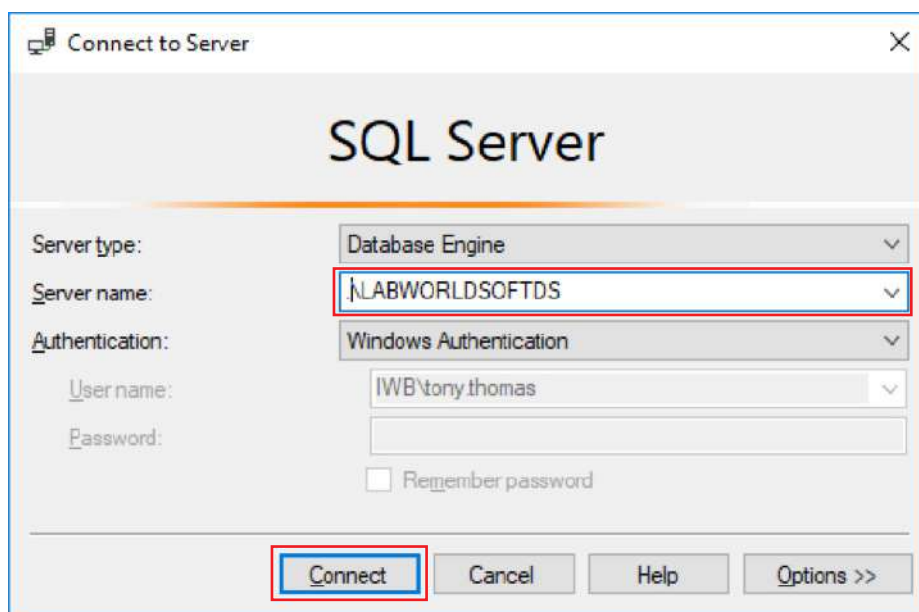 Connect to Server
SQL Server
Server type:
Database Engine
Server name:
.\LABWORLDSOFTDS
Authentication:
Windows Authentication
User name:
IWB\tony.thomas
Password:
Remember password
Connect
Cancel
Help
Options >>